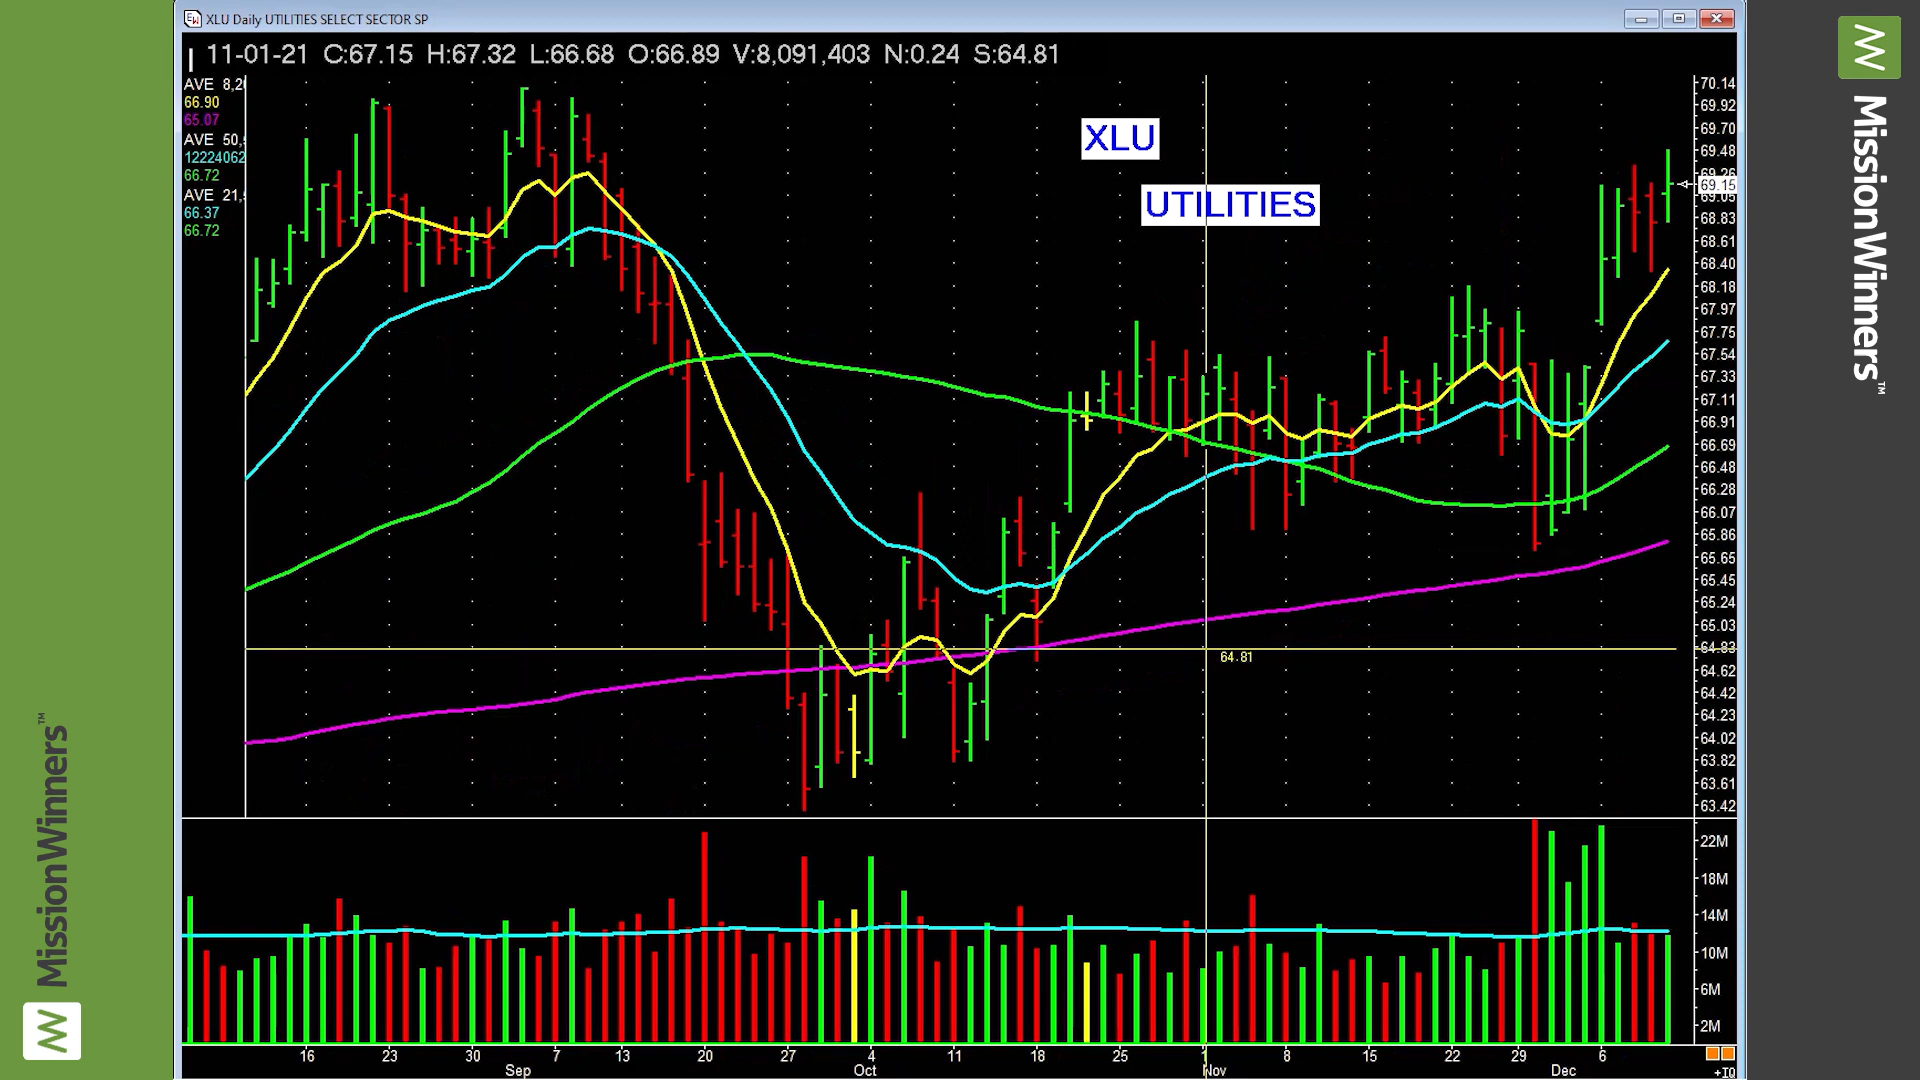 XLU Daily UTILITIES SELECT SECTOR SP
11-01-21 C:67.15 H:67.32 L:66.68 O:66.89 V:8,091,403 N:0.24 S:64.81
AVE 8,20
66.90
65.07
AVE 50,
12224062
66.72
AVE 21,
66.37
66.72
XLU
UTILITIES
64.81
70.14
69.92
69.70
69.48
69.26
69.15
69.05
68.83
68.61
68.40
68.18
67.97
67.75
67.54
67.33
67.11
66.91
66.69
66.48
66.28
66.07
65.86
65.65
65.45
65.24
65.03
64.83
64.62
64.42
64.23
64.02
63.82
63.61
63.42
22M
18M
14M
10M
6M
2M
16 23 30 7 13 20 27 4 11 18 25 1 8 15 22 29 6
Sep Oct Nov Dec
+IQ
MissionWinners™
MissionWinners™